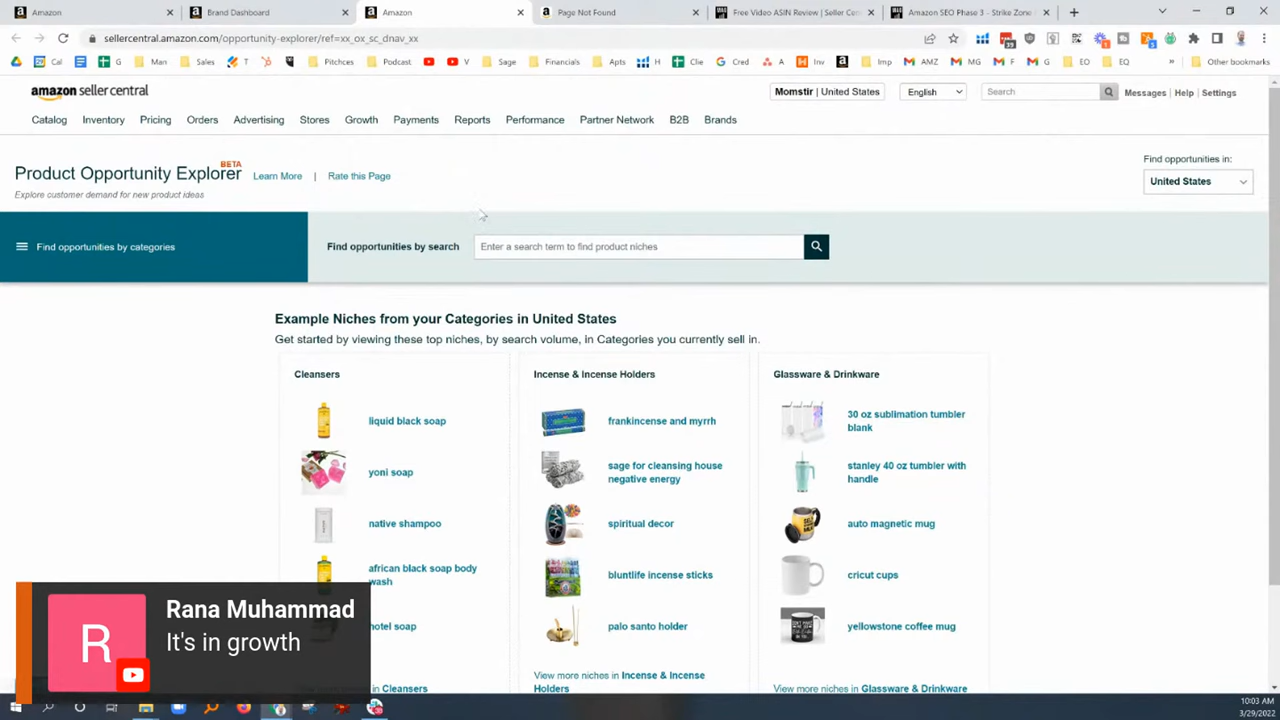 Amazon
Brand Dashboard
Amazon
Page Not Found
Free Video ASIN Review | Seller Cen
Amazon SEO Phase 3 – Strike Zone
sellercentral.amazon.com/opportunity-explorer/ref=xx_ox_sc_dnav_xx
Cal
G
Man
Sales
T
Pitchces
Podcast
V
Sage
Financials
Apts
H
Clie
Cred
A
Inv
Imp
AMZ
MG
F
G
EO
EQ
»
Other bookmarks
amazon seller central
Momstir | United States
English
Search
Messages | Help | Settings
Catalog Inventory Pricing Orders Advertising Stores Growth Payments Reports Performance Partner Network B2B Brands
Product Opportunity Explorer BETA
Learn More | Rate this Page
Explore customer demand for new product ideas
Find opportunities in:
United States
Find opportunities by categories
Find opportunities by search
Enter a search term to find product niches
Example Niches from your Categories in United States
Get started by viewing these top niches, by search volume, in Categories you currently sell in.
Cleansers
liquid black soap
yoni soap
native shampoo
african black soap body
wash
hotel soap
in Cleansers
Incense & Incense Holders
frankincense and myrrh
sage for cleansing house
negative energy
spiritual decor
bluntlife incense sticks
palo santo holder
View more niches in Incense & Incense
Holders
Glassware & Drinkware
30 oz sublimation tumbler
blank
stanley 40 oz tumbler with
handle
auto magnetic mug
cricut cups
yellowstone coffee mug
View more niches in Glassware & Drinkware
R
Rana Muhammad
It's in growth
10:03 AM
3/29/2022